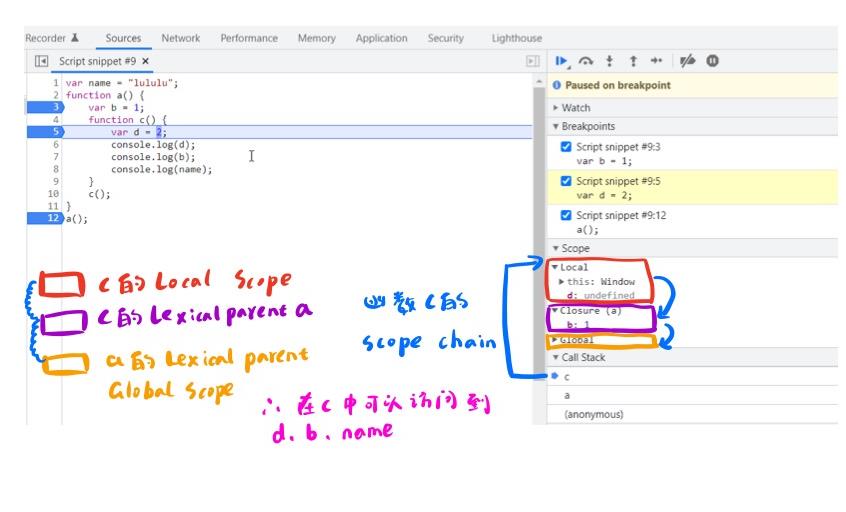 Recorder Sources Network Performance Memory Application Security Lighthouse
Script snippet #9 ×
1 var name = "lululu";
2 function a() {
3 var b = 1;
4 function c() {
5 var d = 2;
6 console.log(d);
7 console.log(b);
8 console.log(name);
9 }
10 c();
11 }
12 a();
Paused on breakpoint
Watch
Breakpoints
Script snippet #9:3
var b = 1;
Script snippet #9:5
var d = 2;
Script snippet #9:12
a();
Scope
Local
this: Window
d: undefined
Closure (a)
b: 1
Global
Call Stack
c
a
(anonymous)
c 的 Local Scope
c 的 Lexical parent a
a 的 Lexical parent
Global Scope
数 c 的
scope chain
∴ 在 c 中可以访问到
d. b. name